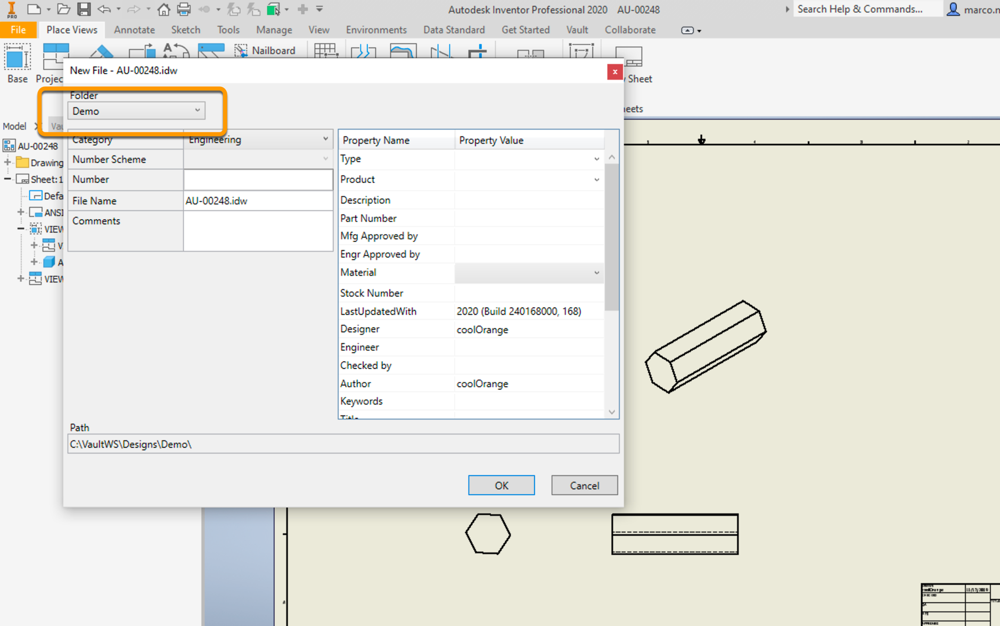 PRO
Autodesk Inventor Professional 2020 AU-00248
Search Help & Commands...
marco.m
File Place Views Annotate Sketch Tools Manage View Environments Data Standard Get Started Vault Collaborate
Nailboard
Base Projec
Sheet
eets
New File - AU-00248.idw
x
Folder
Demo
Model Vau
AU-00248
Drawing
Sheet:1
Defa
ANSI
VIEW
V
A
VIEW
Category Engineering
Number Scheme
Number
File Name AU-00248.idw
Comments
Property Name Property Value
Type
Product
Description
Part Number
Mfg Approved by
Engr Approved by
Material
Stock Number
LastUpdatedWith 2020 (Build 240168000, 168)
Designer coolOrange
Engineer
Checked by
Author coolOrange
Keywords
Title
Path
C:\VaultWS\Designs\Demo\
OK Cancel
coolOrange